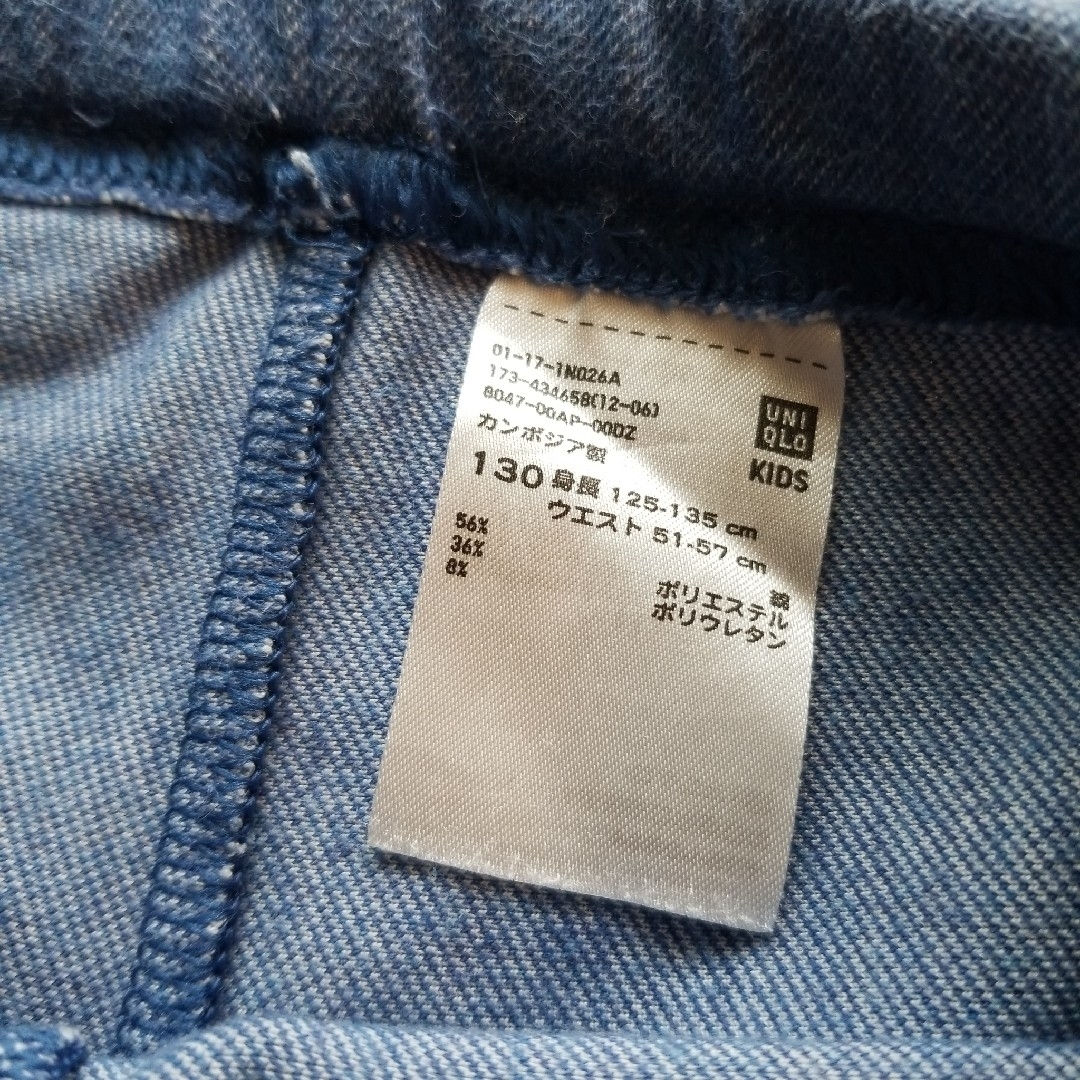 01-17-1N026A
173-434658(12-06)
8047-00AP-00DZ
カンボジア製
UNI
QLO
KIDS
130 身長 125-135 cm
ウエスト 51-57 cm
56% 綿
36% ポリエステル
8% ポリウレタン